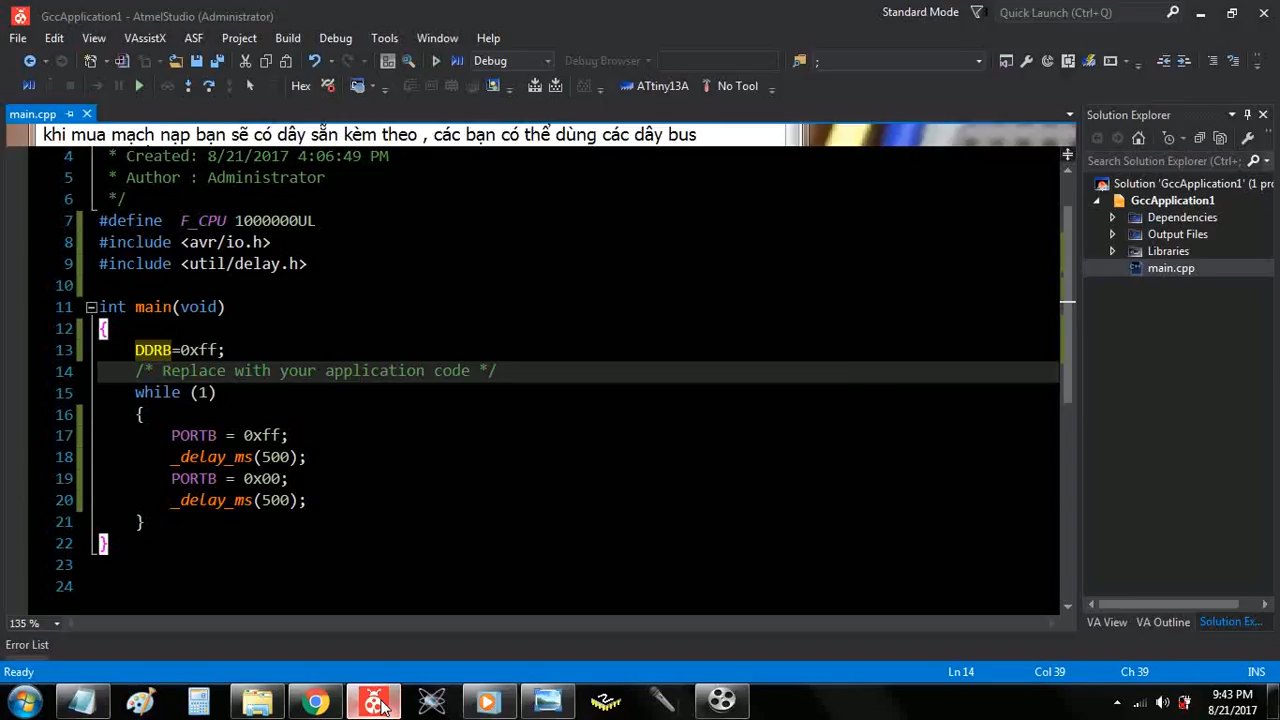 GccApplication1 - AtmelStudio (Administrator)
Standard Mode
Quick Launch (Ctrl+Q)
File Edit View VAssistX ASF Project Build Debug Tools Window Help
Debug
Debug Browser
;
Hex
ATtiny13A
No Tool
main.cpp
Solution Explorer
khi mua mạch nạp bạn sẽ có dây sẵn kèm theo , các bạn có thể dùng các dây bus
Search Solution Explorer (Ctrl+;
4 * Created: 8/21/2017 4:06:49 PM
5 * Author : Administrator
6 */
7 #define F_CPU 1000000UL
8 #include <avr/io.h>
9 #include <util/delay.h>
10
11 int main(void)
12 {
13 DDRB=0xff;
14 /* Replace with your application code */
15 while (1)
16 {
17 PORTB = 0xff;
18 _delay_ms(500);
19 PORTB = 0x00;
20 _delay_ms(500);
21 }
22 }
23
24
Solution 'GccApplication1' (1 pro
GccApplication1
Dependencies
Output Files
Libraries
main.cpp
135 %
VA View VA Outline Solution Ex...
Error List
Ready
Ln 14 Col 39 Ch 39 INS
9:43 PM
8/21/2017